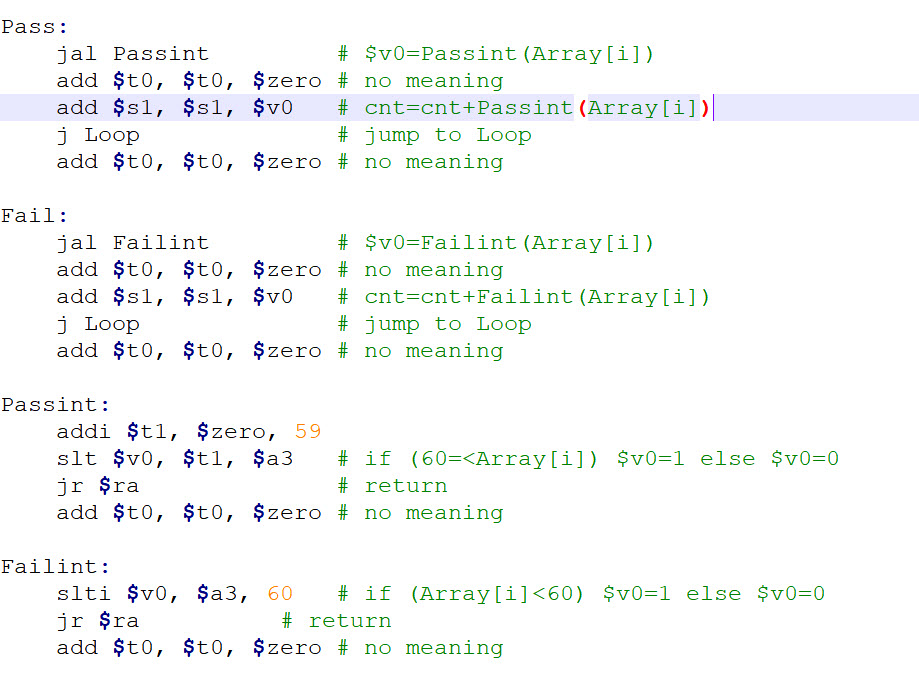 Pass:
    jal Passint         # $v0=Passint(Array[i])
    add $t0, $t0, $zero # no meaning
    add $s1, $s1, $v0   # cnt=cnt+Passint(Array[i])
    j Loop              # jump to Loop
    add $t0, $t0, $zero # no meaning

Fail:
    jal Failint         # $v0=Failint(Array[i])
    add $t0, $t0, $zero # no meaning
    add $s1, $s1, $v0   # cnt=cnt+Failint(Array[i])
    j Loop              # jump to Loop
    add $t0, $t0, $zero # no meaning

Passint:
    addi $t1, $zero, 59
    slt $v0, $t1, $a3   # if (60=<Array[i]) $v0=1 else $v0=0
    jr $ra              # return
    add $t0, $t0, $zero # no meaning

Failint:
    slti $v0, $a3, 60   # if (Array[i]<60) $v0=1 else $v0=0
    jr $ra          # return
    add $t0, $t0, $zero # no meaning